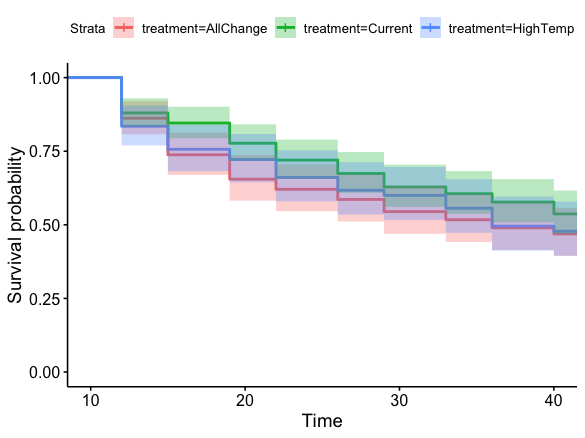 Strata treatment=AllChange treatment=Current treatment=HighTemp
1.00
0.75
0.50
0.25
0.00
Survival probability
10 20 30 40
Time